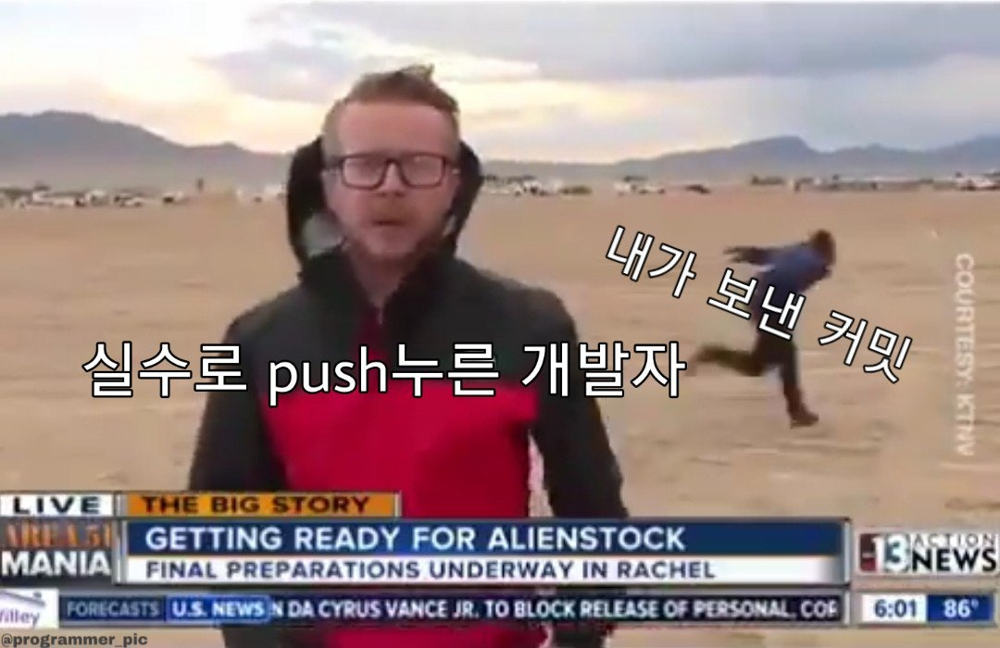 내가 보낸 커밋
실수로 push누른 개발자
COURTESY: KTNV
LIVE
THE BIG STORY
AREA 51
MANIA
GETTING READY FOR ALIENSTOCK
FINAL PREPARATIONS UNDERWAY IN RACHEL
13 ACTION
NEWS
FORECASTS U.S. NEWS N DA CYRUS VANCE JR. TO BLOCK RELEASE OF PERSONAL, COR 6:01 86°
@programmer_pic